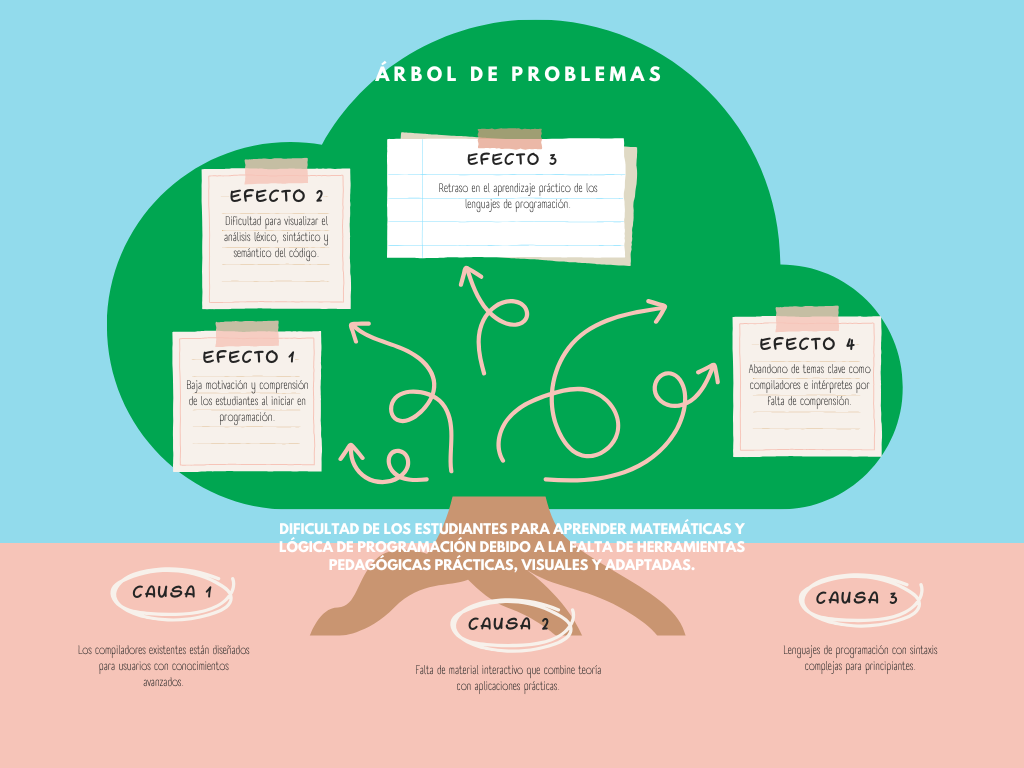 ÁRBOL DE PROBLEMAS
EFECTO 3
Retraso en el aprendizaje práctico de los
lenguajes de programación.
EFECTO 2
Dificultad para visualizar el
análisis léxico, sintáctico y
semántico del código.
EFECTO 1
Baja motivación y comprensión
de los estudiantes al iniciar en
programación.
EFECTO 4
Abandono de temas clave como
compiladores e intérpretes por
falta de comprensión.
DIFICULTAD DE LOS ESTUDIANTES PARA APRENDER MATEMÁTICAS Y
LÓGICA DE PROGRAMACIÓN DEBIDO A LA FALTA DE HERRAMIENTAS
PEDAGÓGICAS PRÁCTICAS, VISUALES Y ADAPTADAS.
CAUSA 1
Los compiladores existentes están diseñados
para usuarios con conocimientos
avanzados.
CAUSA 2
Falta de material interactivo que combine teoría
con aplicaciones prácticas.
CAUSA 3
Lenguajes de programación con sintaxis
complejas para principiantes.